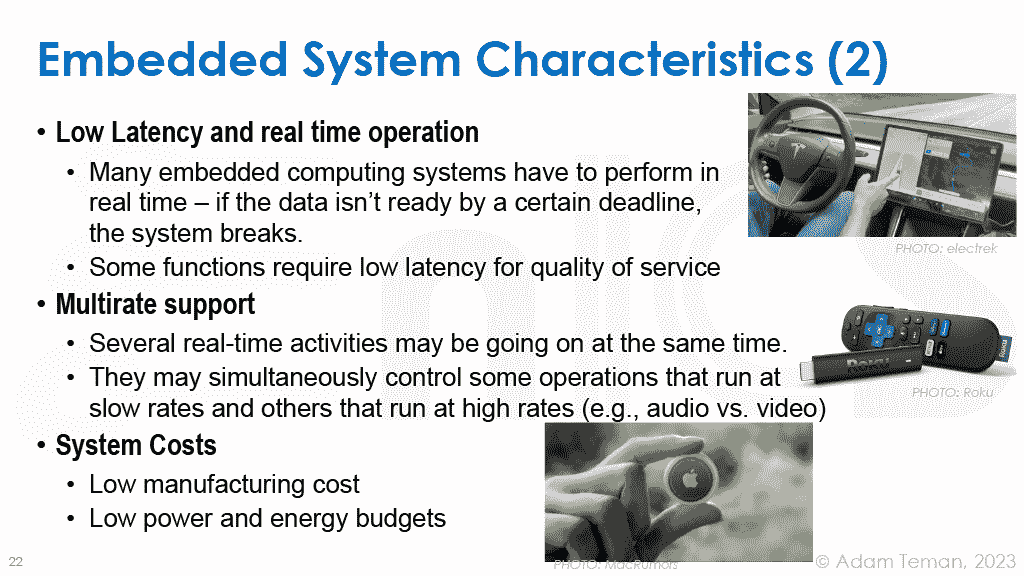 Embedded System Characteristics (2)
• Low Latency and real time operation
• Many embedded computing systems have to perform in
real time – if the data isn’t ready by a certain deadline,
the system breaks.
• Some functions require low latency for quality of service
PHOTO: electrek
• Multirate support
• Several real-time activities may be going on at the same time.
• They may simultaneously control some operations that run at
slow rates and others that run at high rates (e.g., audio vs. video)
Roku
Roku
PHOTO: Roku
• System Costs
• Low manufacturing cost
• Low power and energy budgets
PHOTO: MacRumors
22
© Adam Teman, 2023